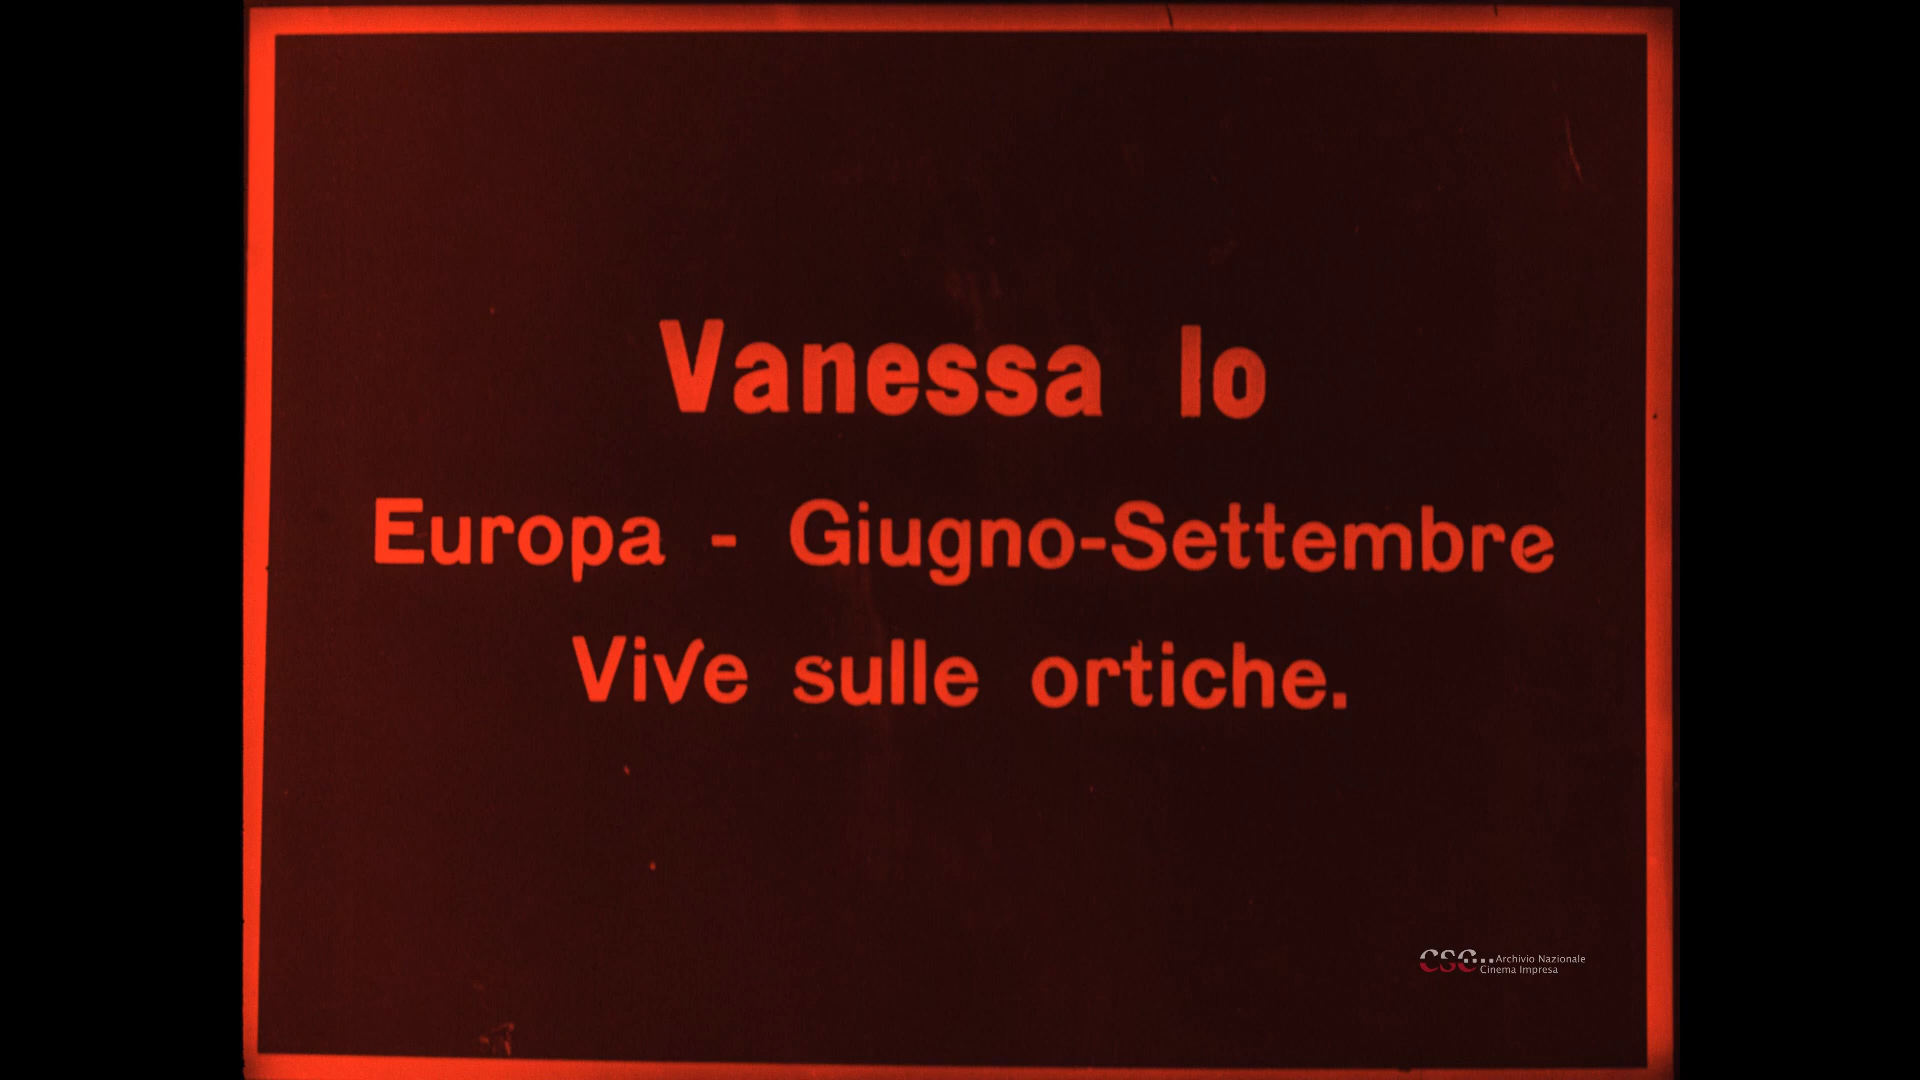 Vanessa Io
Europa - Giugno-Settembre
Vive sulle ortiche.
CSC Archivio Nazionale
Cinema Impresa